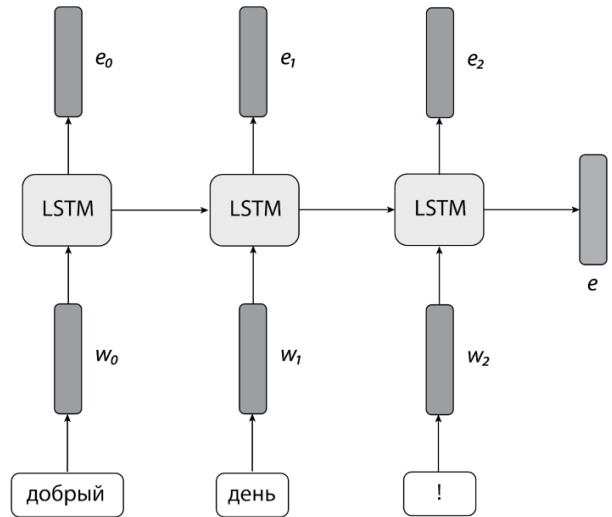 e₀ e₁ e₂
LSTM LSTM LSTM
e
w₀ w₁ w₂
добрый день !